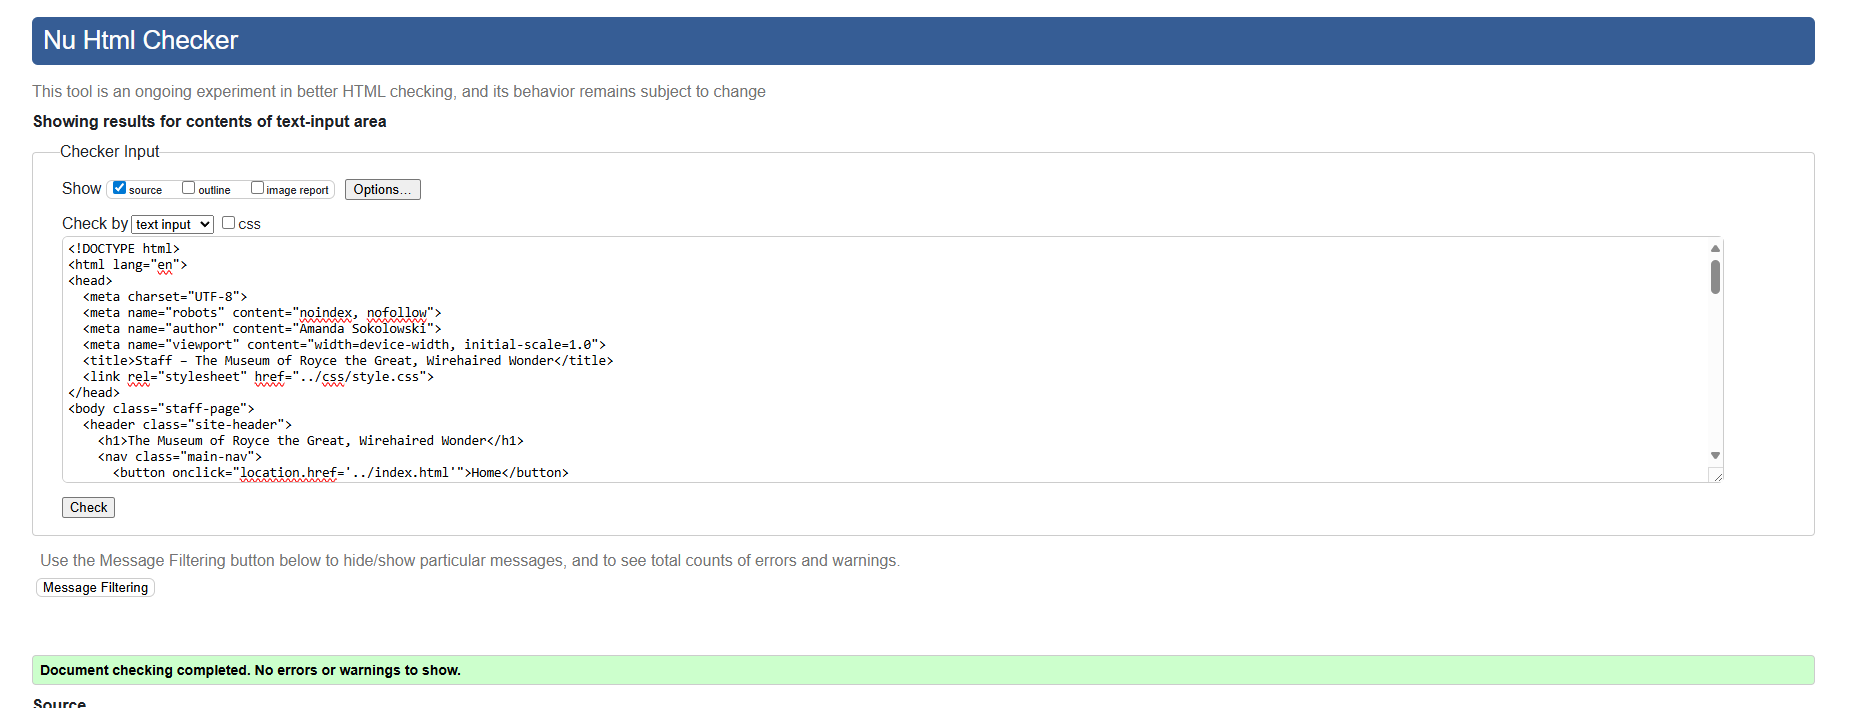 Nu Html Checker
This tool is an ongoing experiment in better HTML checking, and its behavior remains subject to change
Showing results for contents of text-input area
Checker Input
Show source outline image report Options...
Check by text input css
<!DOCTYPE html>
<html lang="en">
<head>
  <meta charset="UTF-8">
  <meta name="robots" content="noindex, nofollow">
  <meta name="author" content="Amanda Sokolowski">
  <meta name="viewport" content="width=device-width, initial-scale=1.0">
  <title>Staff – The Museum of Royce the Great, Wirehaired Wonder</title>
  <link rel="stylesheet" href="../css/style.css">
</head>
<body class="staff-page">
  <header class="site-header">
    <h1>The Museum of Royce the Great, Wirehaired Wonder</h1>
    <nav class="main-nav">
      <button onclick="location.href='../index.html'">Home</button>
Check
Use the Message Filtering button below to hide/show particular messages, and to see total counts of errors and warnings.
Message Filtering
Document checking completed. No errors or warnings to show.
Source